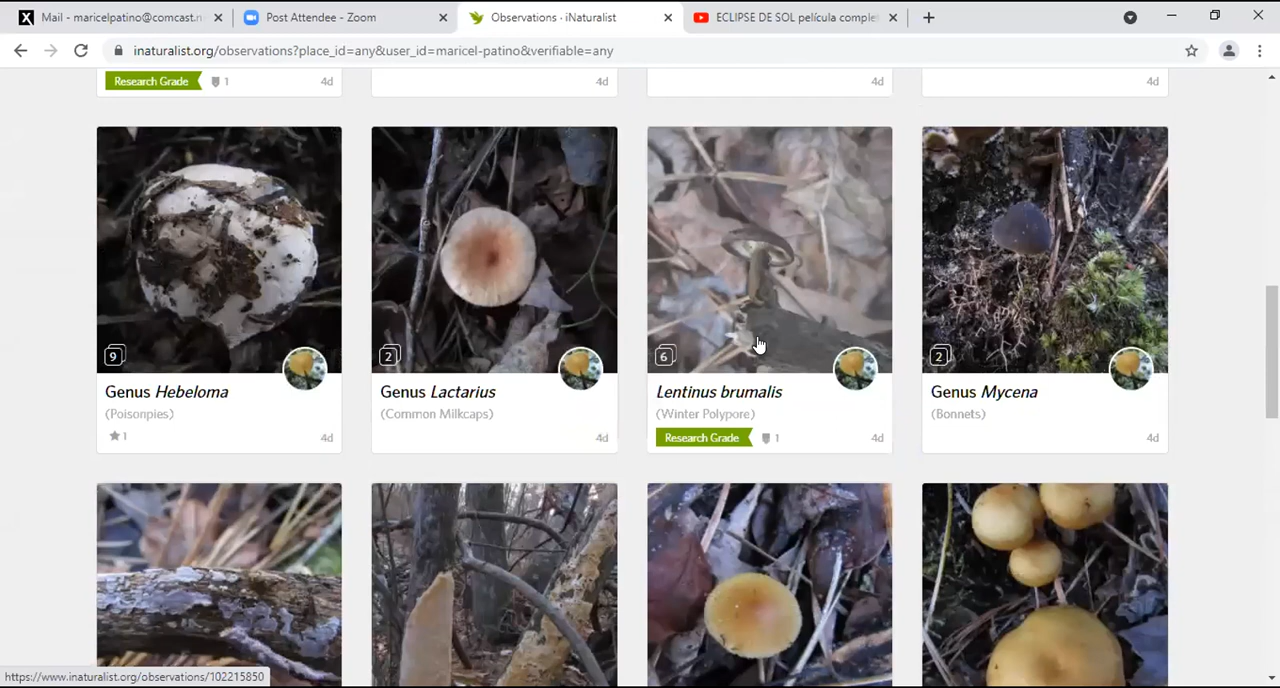 Mail - maricelpatino@comcast.n
Post Attendee - Zoom
Observations · iNaturalist
ECLIPSE DE SOL película comple
inaturalist.org/observations?place_id=any&user_id=maricel-patino&verifiable=any
Research Grade 1 4d
4d
4d
4d
9
2
6
2
Genus Hebeloma
(Poisonpies)
1 4d
Genus Lactarius
(Common Milkcaps)
4d
Lentinus brumalis
(Winter Polypore)
Research Grade 1 4d
Genus Mycena
(Bonnets)
4d
https://www.inaturalist.org/observations/102215850